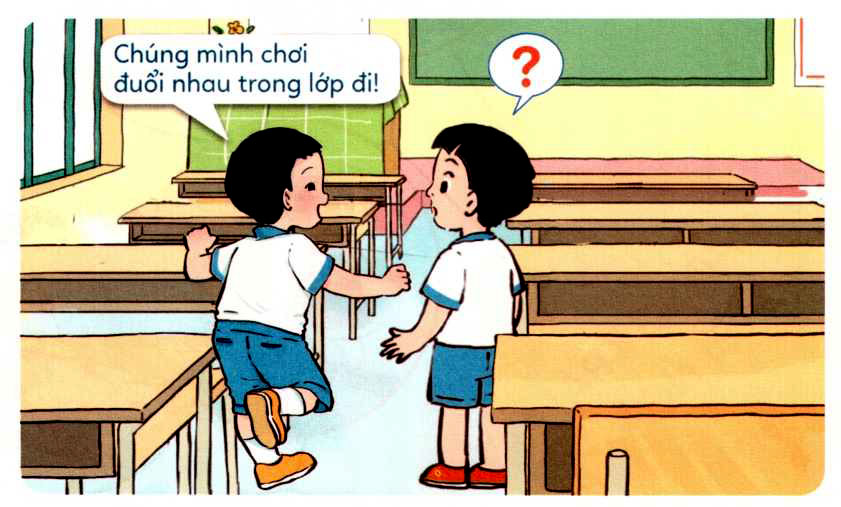 Chúng mình chơi
đuổi nhau trong lớp đi!
?